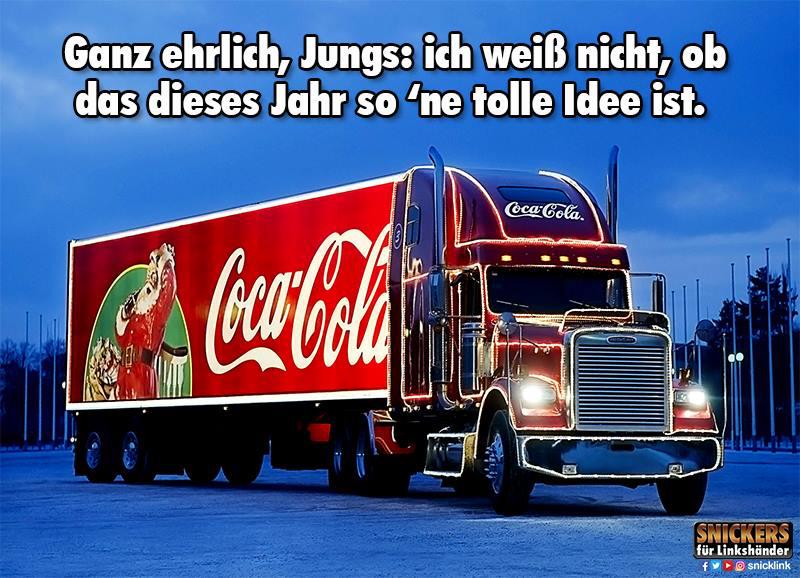 Ganz ehrlich, Jungs: ich weiß nicht, ob
das dieses Jahr so ‘ne tolle Idee ist.
Coca-Cola.
Coca-Cola
SNICKERS
für Linkshänder
snicklink